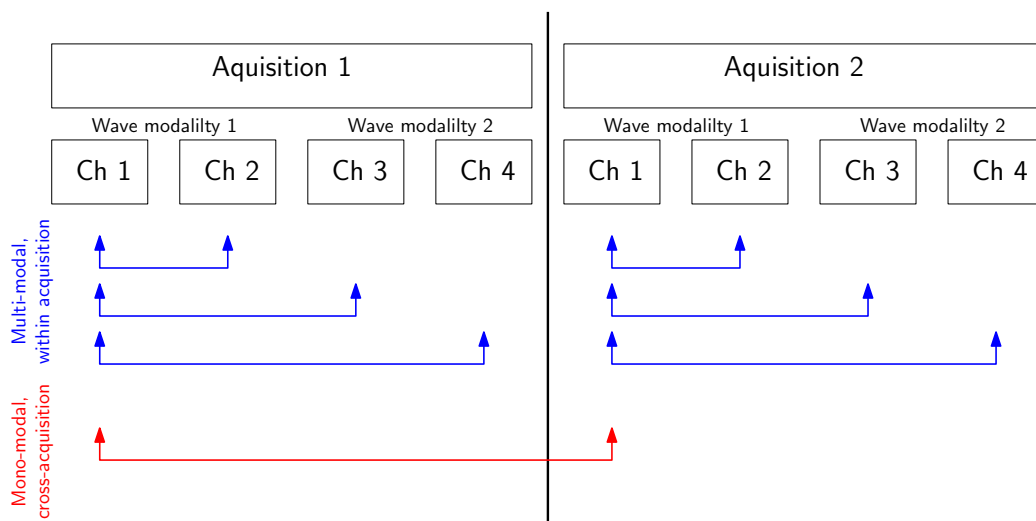 Aquisition 1
Aquisition 2
Wave modalilty 1
Wave modalilty 2
Wave modalilty 1
Wave modalilty 2
Ch 1
Ch 2
Ch 3
Ch 4
Ch 1
Ch 2
Ch 3
Ch 4
Multi-modal,
within acquisition
Mono-modal,
cross-acquisition